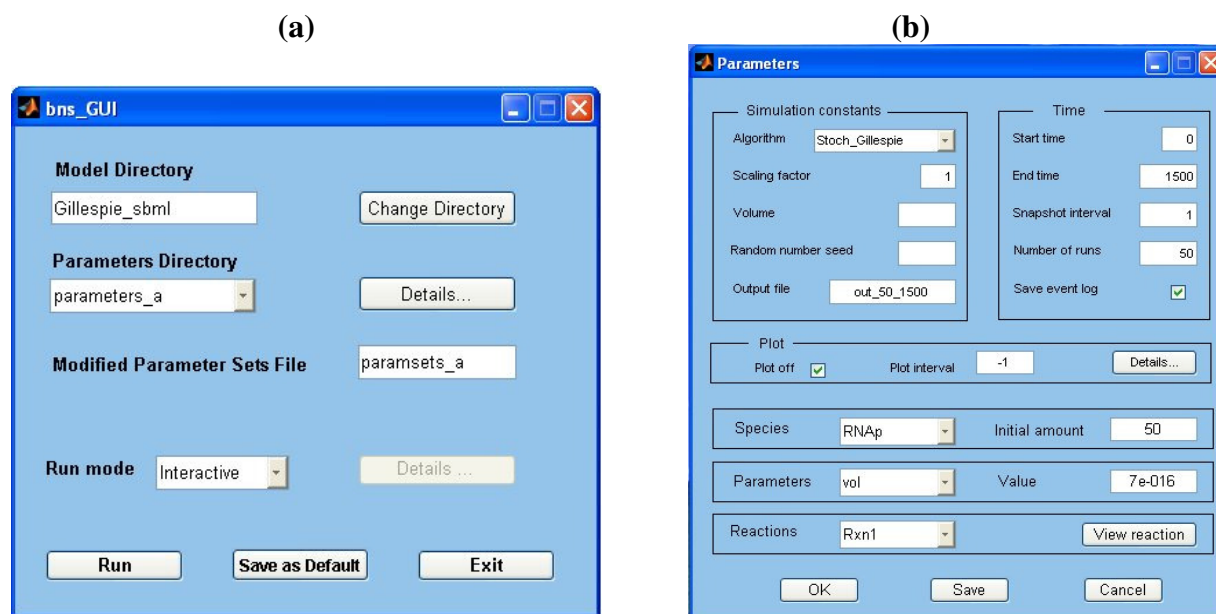 (a)
(b)
bns_GUI
Model Directory
Gillespie_sbml
Change Directory
Parameters Directory
parameters_a
Details...
Modified Parameter Sets File
paramsets_a
Run mode
Interactive
Details ...
Run
Save as Default
Exit
Parameters
Simulation constants
Algorithm
Stoch_Gillespie
Scaling factor
1
Volume
Random number seed
Output file
out_50_1500
Time
Start time
0
End time
1500
Snapshot interval
1
Number of runs
50
Save event log
Plot
Plot off
Plot interval
-1
Details...
Species
RNAp
Initial amount
50
Parameters
vol
Value
7e-016
Reactions
Rxn1
View reaction
OK
Save
Cancel